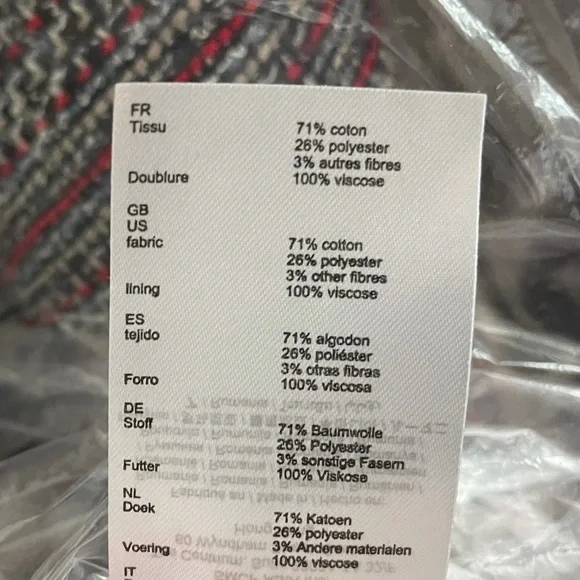 FR
Tissu 71% coton
26% polyester
3% autres fibres
Doublure 100% viscose
GB
US
fabric 71% cotton
26% polyester
3% other fibres
lining 100% viscose
ES
tejido 71% algodon
26% poliéster
3% otras fibras
Forro 100% viscosa
DE
Stoff 71% Baumwolle
26% Polyester
3% sonstige Fasern
Futter 100% Viskose
NL
Doek 71% Katoen
26% polyester
Voering 3% Andere materialen
100% viscose
IT